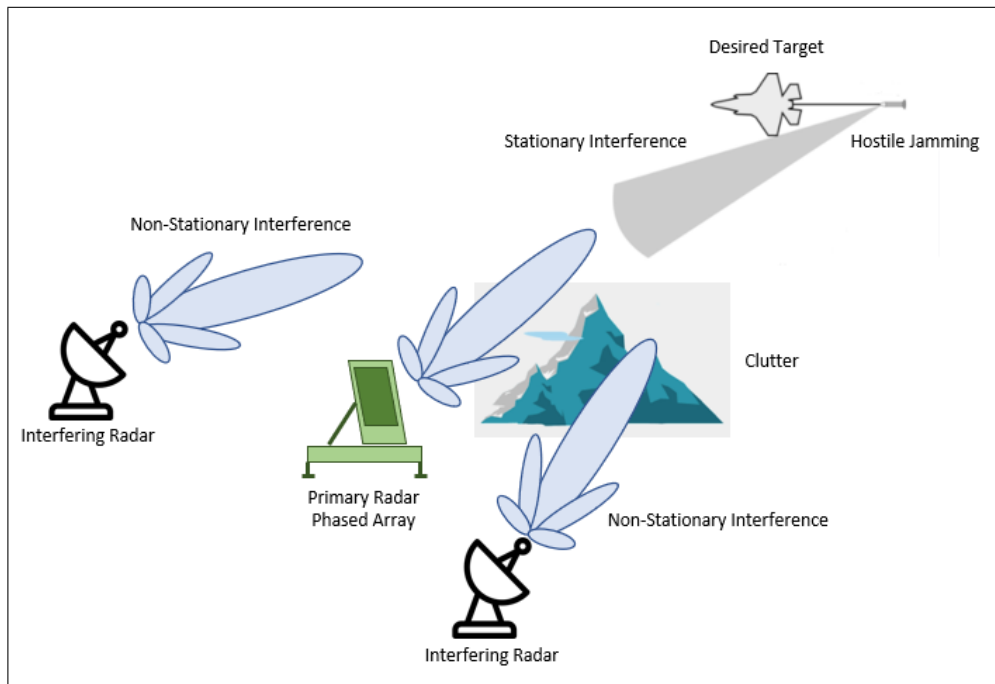 Desired Target
Stationary Interference
Hostile Jamming
Non-Stationary Interference
Clutter
Interfering Radar
Primary Radar
Phased Array
Non-Stationary Interference
Interfering Radar